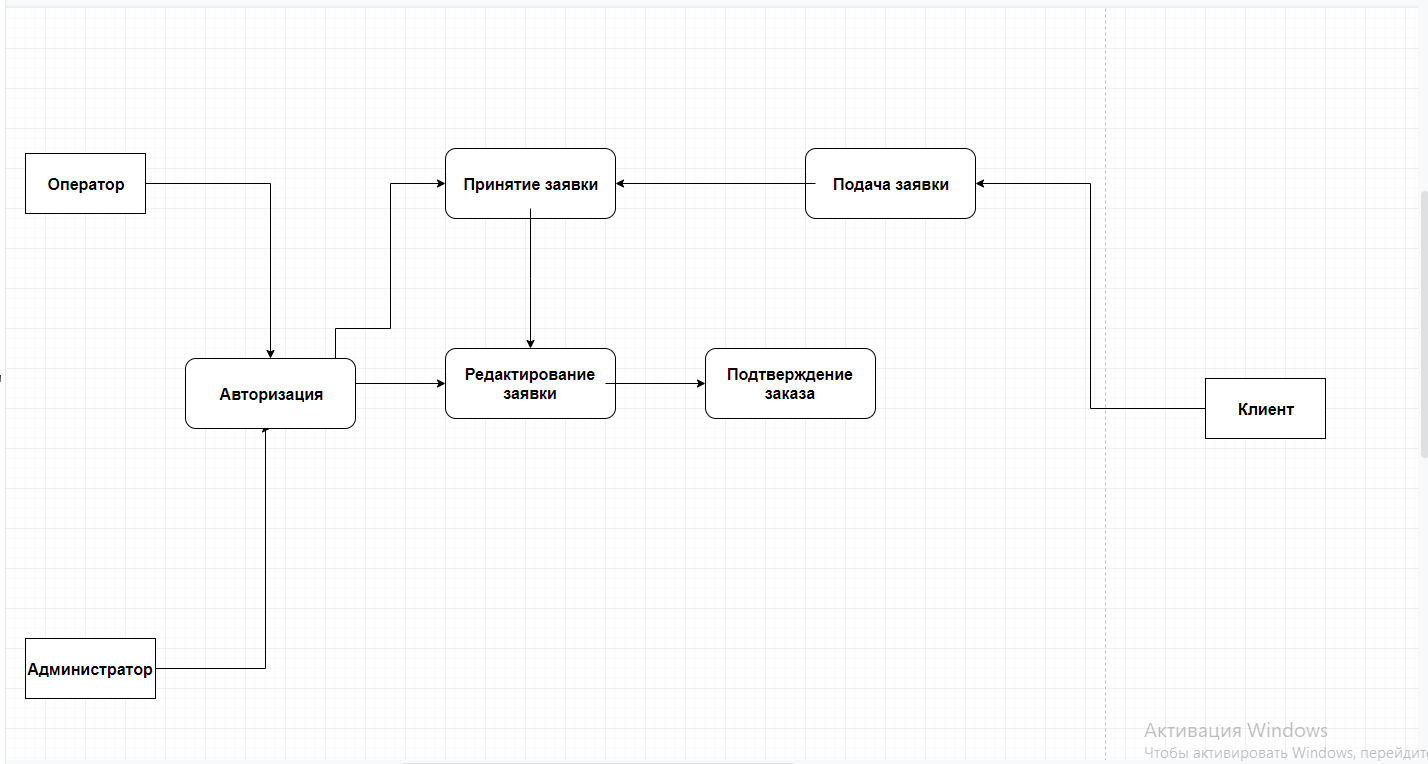 Оператор
Принятие заявки
Подача заявки
Авторизация
Редактирование
заявки
Подтверждение
заказа
Клиент
Администратор
Активация Windows
Чтобы активировать Windows, перейдите